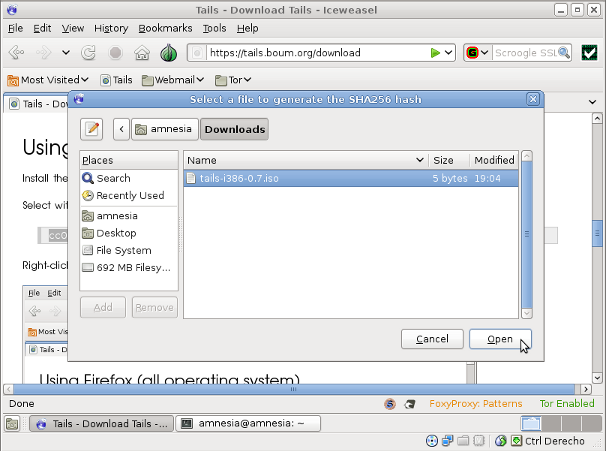 Tails - Download Tails - Iceweasel
File Edit View History Bookmarks Tools Help
https://tails.boum.org/download
G Scroogle SSL
Most Visited Tails Webmail Tor
Tails - Dow
Select a file to generate the SHA256 hash
Using
Install the
Select wit
cc0
Right-click
amnesia Downloads
Places
Search
Recently Used
amnesia
Desktop
File System
692 MB Filesy...
Add Remove
Name Size Modified
tails-i386-0.7.iso 5 bytes 19:04
Cancel Open
File Edit
Most Vis
Tails - D
Using Firefox (all operating system)
Done FoxyProxy: Patterns Tor Enabled
Tails - Download Tails -... amnesia@amnesia: ~
Ctrl Derecho